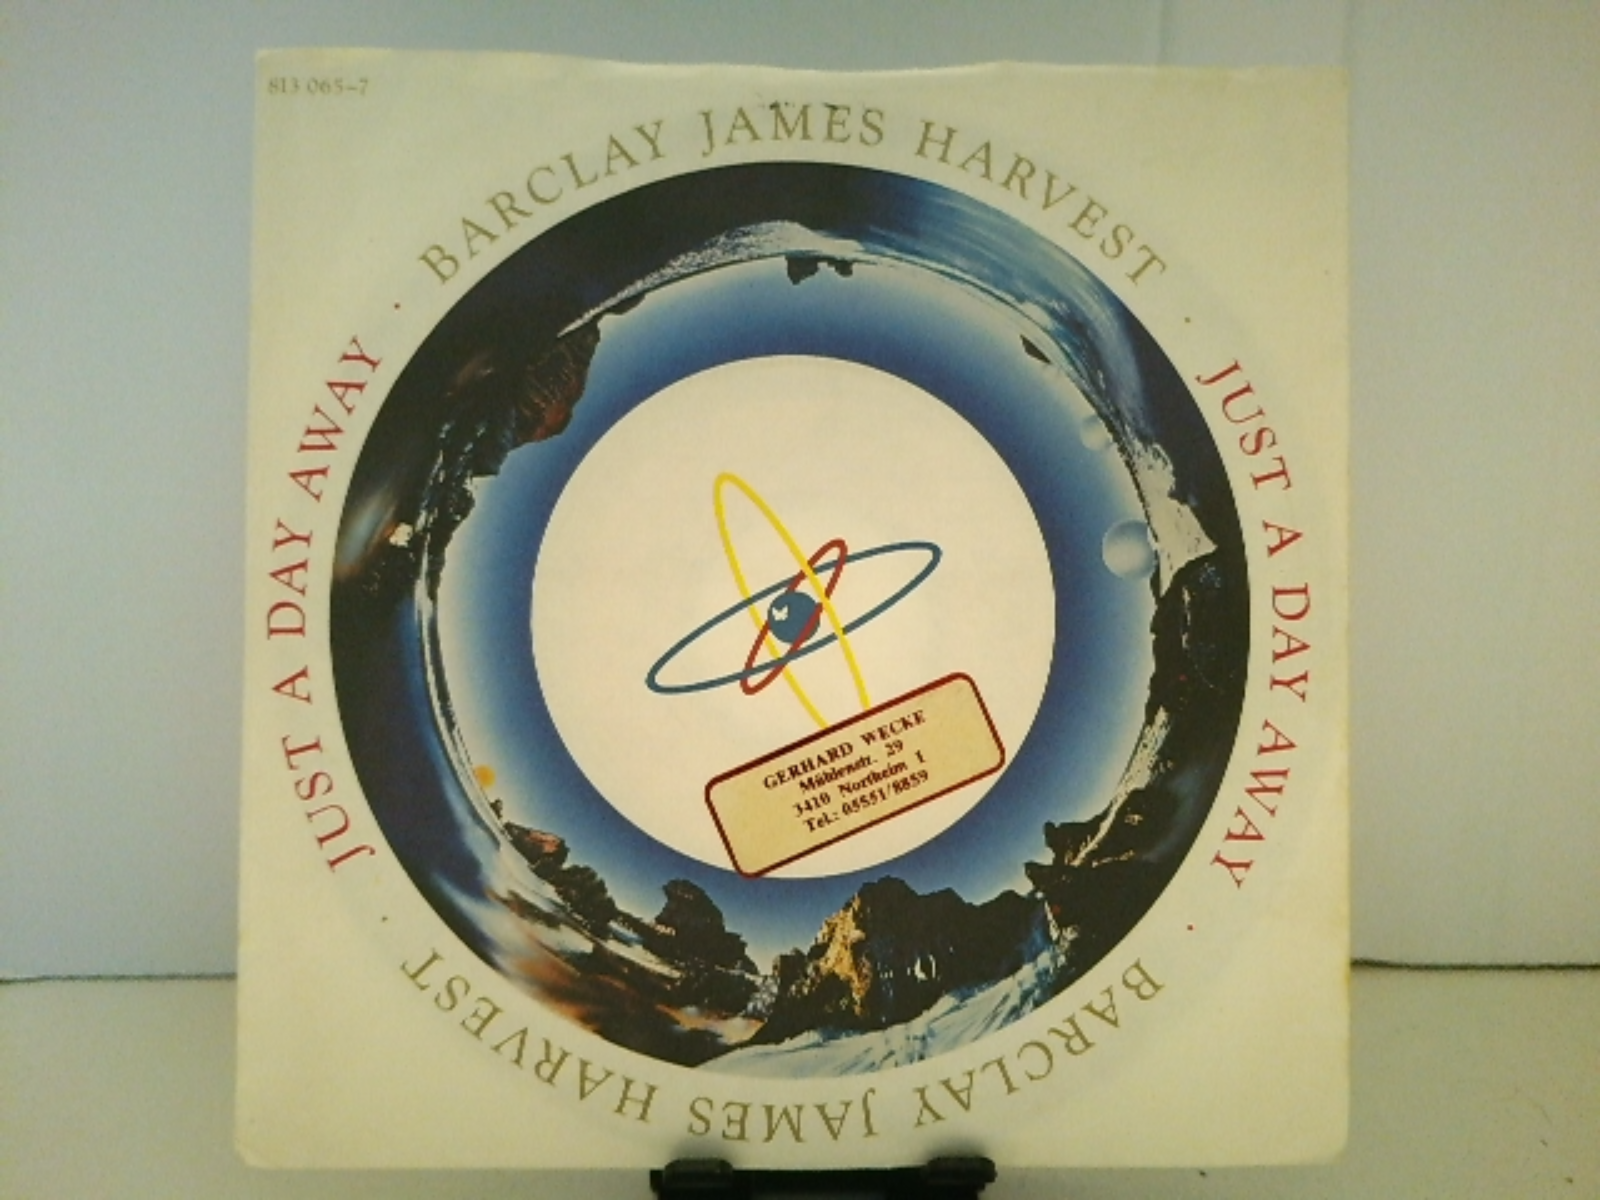 813 065-7
BARCLAY JAMES HARVEST
JUST A DAY AWAY
BARCLAY JAMES HARVEST
JUST A DAY AWAY
GERHARD WECKE
Mühlenstr. 29
3410 Northeim 1
Tel.: 05551/8859